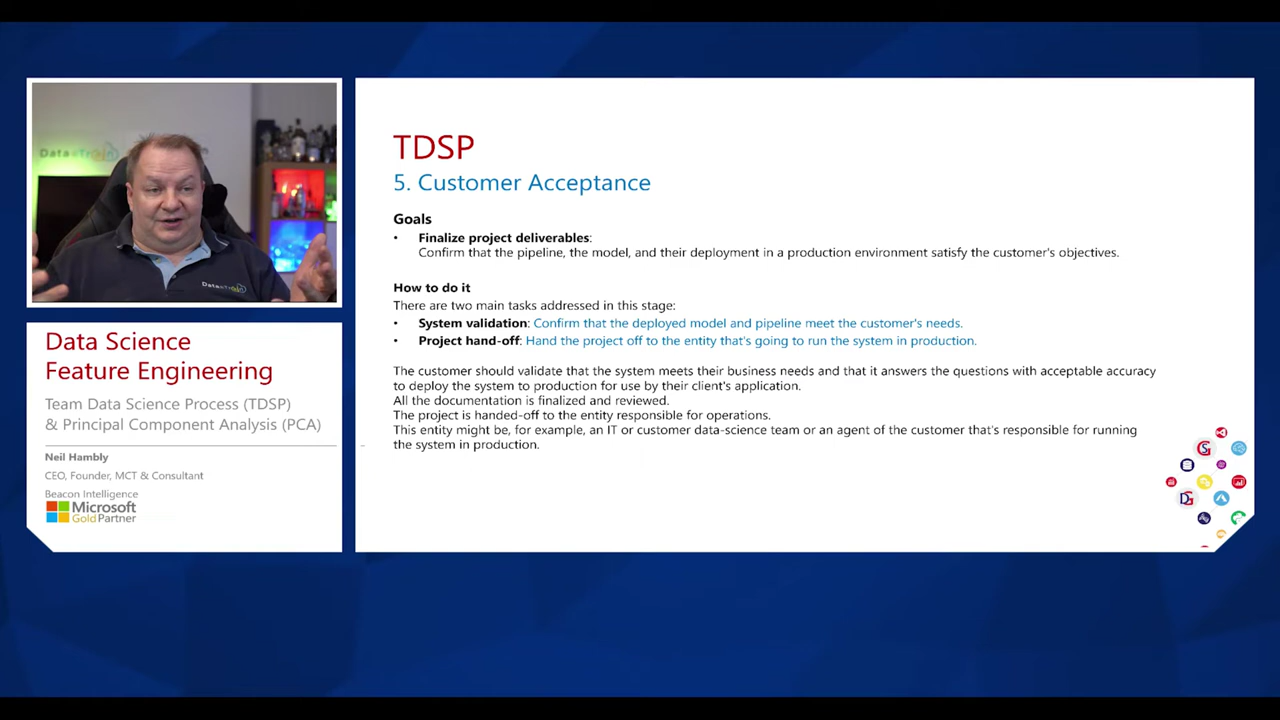 Data Train
Data Train
Data Science
Feature Engineering
Team Data Science Process (TDSP)
& Principal Component Analysis (PCA)
Neil Hambly
CEO, Founder, MCT & Consultant
Beacon Intelligence
Microsoft
Gold Partner
TDSP
5. Customer Acceptance
Goals
• Finalize project deliverables:
Confirm that the pipeline, the model, and their deployment in a production environment satisfy the customer's objectives.
How to do it
There are two main tasks addressed in this stage:
• System validation: Confirm that the deployed model and pipeline meet the customer's needs.
• Project hand-off: Hand the project off to the entity that's going to run the system in production.
The customer should validate that the system meets their business needs and that it answers the questions with acceptable accuracy
to deploy the system to production for use by their client's application.
All the documentation is finalized and reviewed.
The project is handed-off to the entity responsible for operations.
This entity might be, for example, an IT or customer data-science team or an agent of the customer that's responsible for running
the system in production.